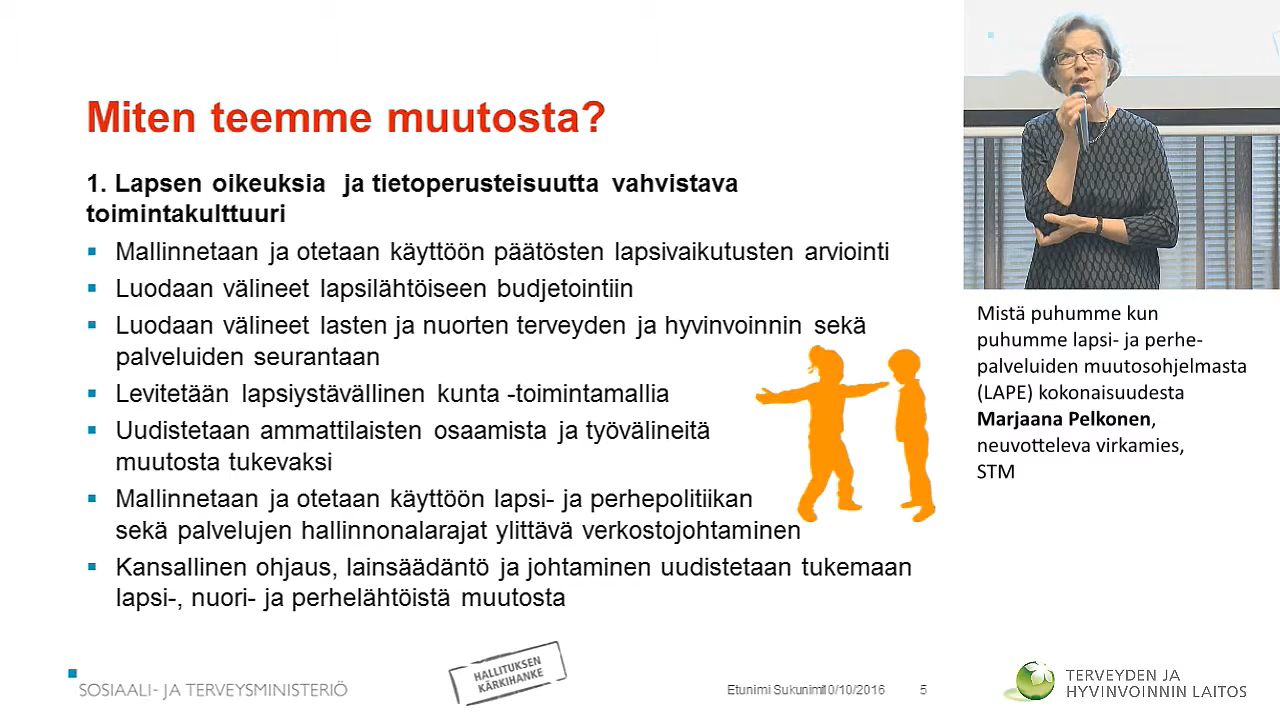 Miten teemme muutosta?
1. Lapsen oikeuksia ja tietoperusteisuutta vahvistava
toimintakulttuuri
Mallinnetaan ja otetaan käyttöön päätösten lapsivaikutusten arviointi
Luodaan välineet lapsilähtöiseen budjetointiin
Luodaan välineet lasten ja nuorten terveyden ja hyvinvoinnin sekä
palveluiden seurantaan
Levitetään lapsiystävällinen kunta -toimintamallia
Uudistetaan ammattilaisten osaamista ja työvälineitä
muutosta tukevaksi
Mallinnetaan ja otetaan käyttöön lapsi- ja perhepolitiikan
sekä palvelujen hallinnonalarajat ylittävä verkostojohtaminen
Kansallinen ohjaus, lainsäädäntö ja johtaminen uudistetaan tukemaan
lapsi-, nuori- ja perhelähtöistä muutosta
Mistä puhumme kun
puhumme lapsi- ja perhe-
palveluiden muutosohjelmasta
(LAPE) kokonaisuudesta
Marjaana Pelkonen,
neuvotteleva virkamies,
STM
SOSIAALI- JA TERVEYSMINISTERIÖ
HALLITUKSEN
KÄRKIHANKE
Etunimi Sukunimi 10/10/2016 5
TERVEYDEN JA
HYVINVOINNIN LAITOS